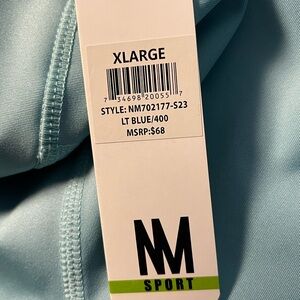 XLARGE
7 34698 20055 7
STYLE: NM702177-S23
LT BLUE/400
MSRP:$68
NM
SPORT